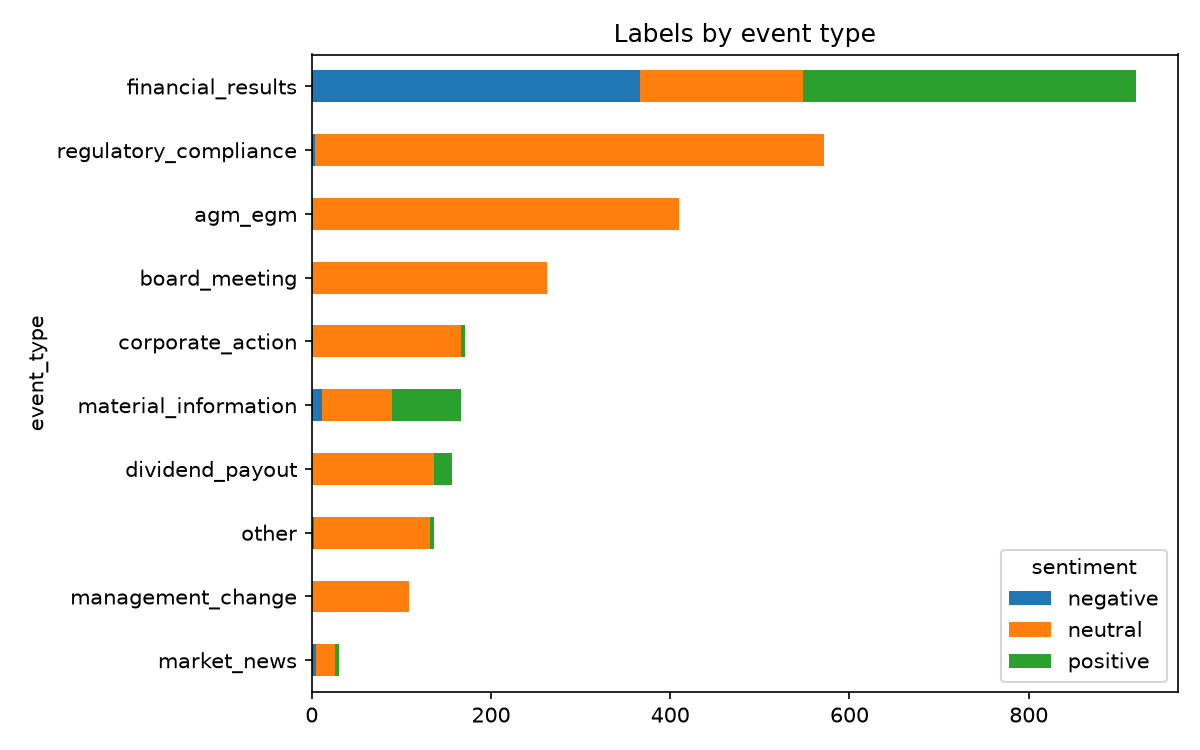 Labels by event type
financial_results
regulatory_compliance
agm_egm
board_meeting
corporate_action
material_information
dividend_payout
other
management_change
market_news
event_type
0 200 400 600 800
sentiment
negative
neutral
positive